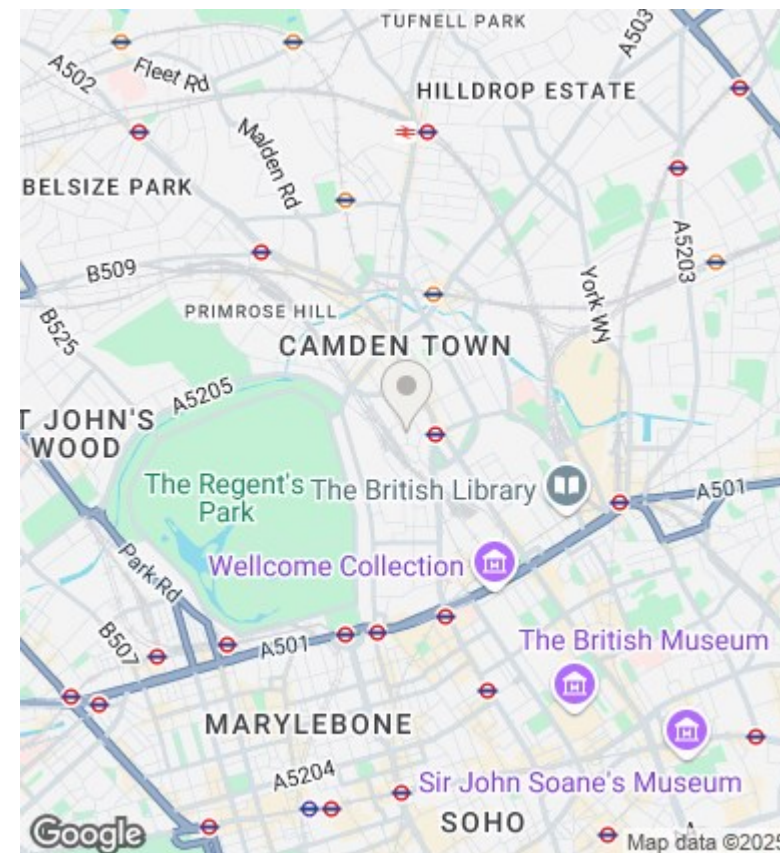 TUFNELL PARK
A503
A502
Fleet Rd
HILLDROP ESTATE
Malden Rd
BELSIZE PARK
A5203
B509
York Wy
PRIMROSE HILL
B525
CAMDEN TOWN
A5205
T JOHN'S
WOOD
The Regent's
Park
The British Library
A501
Wellcome Collection
Park Rd
B507
A501
The British Museum
MARYLEBONE
A5204
Sir John Soane's Museum
SOHO
Google
Map data ©2025